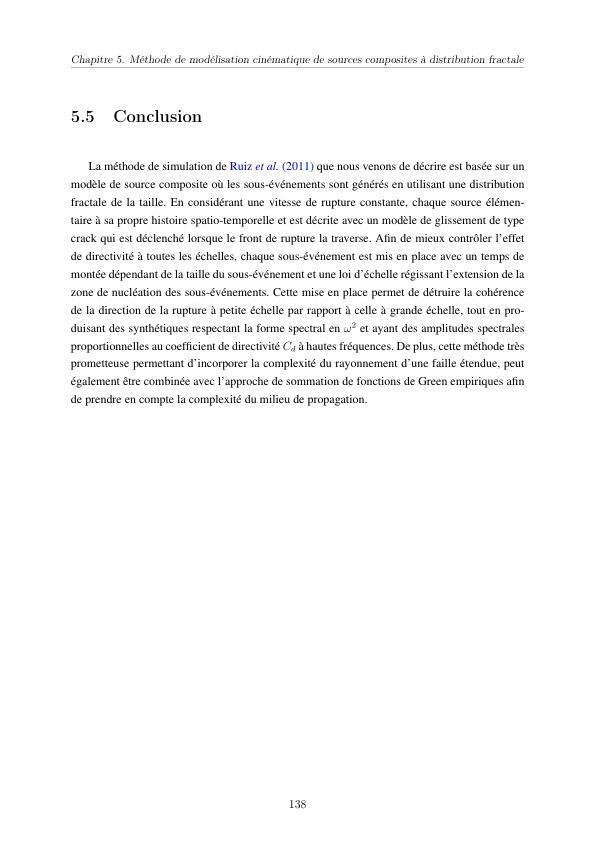 Chapitre 5. Méthode de modélisation cinématique de sources composites à distribution fractale
5.5 Conclusion
La méthode de simulation de Ruiz et al. (2011) que nous venons de décrire est basée sur un
modèle de source composite où les sous-événements sont générés en utilisant une distribution
fractale de la taille. En considérant une vitesse de rupture constante, chaque source élémen-
taire à sa propre histoire spatio-temporelle et est décrite avec un modèle de glissement de type
crack qui est déclenché lorsque le front de rupture la traverse. Afin de mieux contrôler l'effet
de directivité à toutes les échelles, chaque sous-événement est mis en place avec un temps de
montée dépendant de la taille du sous-événement et une loi d'échelle régissant l'extension de la
zone de nucléation des sous-événements. Cette mise en place permet de détruire la cohérence
de la direction de la rupture à petite échelle par rapport à celle à grande échelle, tout en pro-
duisant des synthétiques respectant la forme spectral en ω² et ayant des amplitudes spectrales
proportionnelles au coefficient de directivité C_d à hautes fréquences. De plus, cette méthode très
prometteuse permettant d'incorporer la complexité du rayonnement d'une faille étendue, peut
également être combinée avec l'approche de sommation de fonctions de Green empiriques afin
de prendre en compte la complexité du milieu de propagation.
138